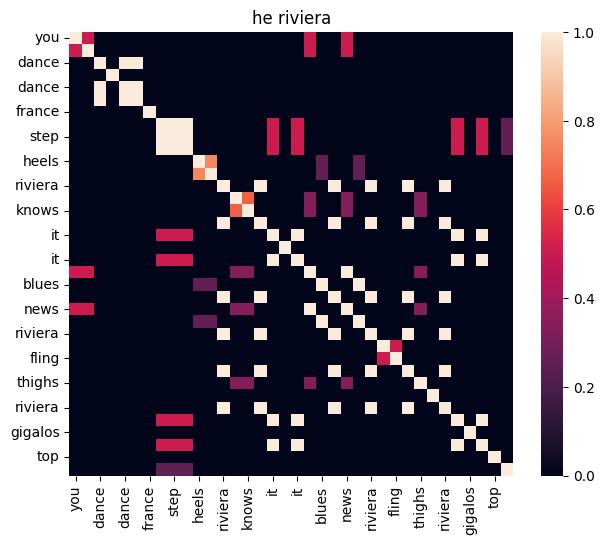 he riviera
you
dance
dance
france
step
heels
riviera
knows
it
it
blues
news
riviera
fling
thighs
riviera
gigalos
top
1.0
0.8
0.6
0.4
0.2
0.0
you
dance
dance
france
step
heels
riviera
knows
it
it
blues
news
riviera
fling
thighs
riviera
gigalos
top